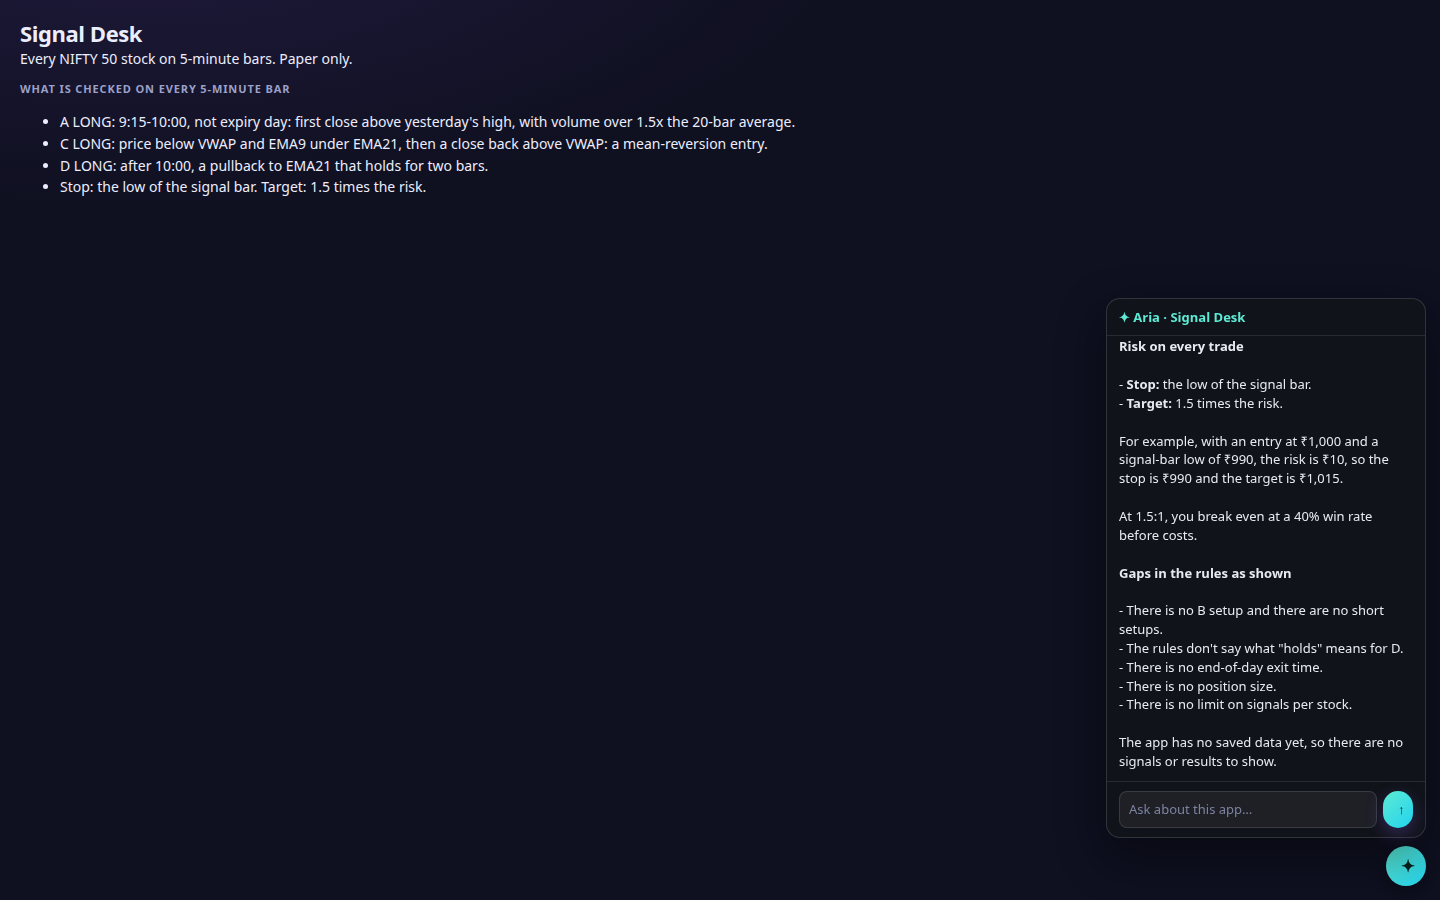 Signal Desk
Every NIFTY 50 stock on 5-minute bars. Paper only.
WHAT IS CHECKED ON EVERY 5-MINUTE BAR
• A LONG: 9:15-10:00, not expiry day: first close above yesterday's high, with volume over 1.5x the 20-bar average.
• C LONG: price below VWAP and EMA9 under EMA21, then a close back above VWAP: a mean-reversion entry.
• D LONG: after 10:00, a pullback to EMA21 that holds for two bars.
• Stop: the low of the signal bar. Target: 1.5 times the risk.
✦ Aria · Signal Desk
Risk on every trade
- Stop: the low of the signal bar.
- Target: 1.5 times the risk.
For example, with an entry at ₹1,000 and a
signal-bar low of ₹990, the risk is ₹10, so the
stop is ₹990 and the target is ₹1,015.
At 1.5:1, you break even at a 40% win rate
before costs.
Gaps in the rules as shown
- There is no B setup and there are no short
setups.
- The rules don't say what "holds" means for D.
- There is no end-of-day exit time.
- There is no position size.
- There is no limit on signals per stock.
The app has no saved data yet, so there are no
signals or results to show.
Ask about this app...
↑
✦